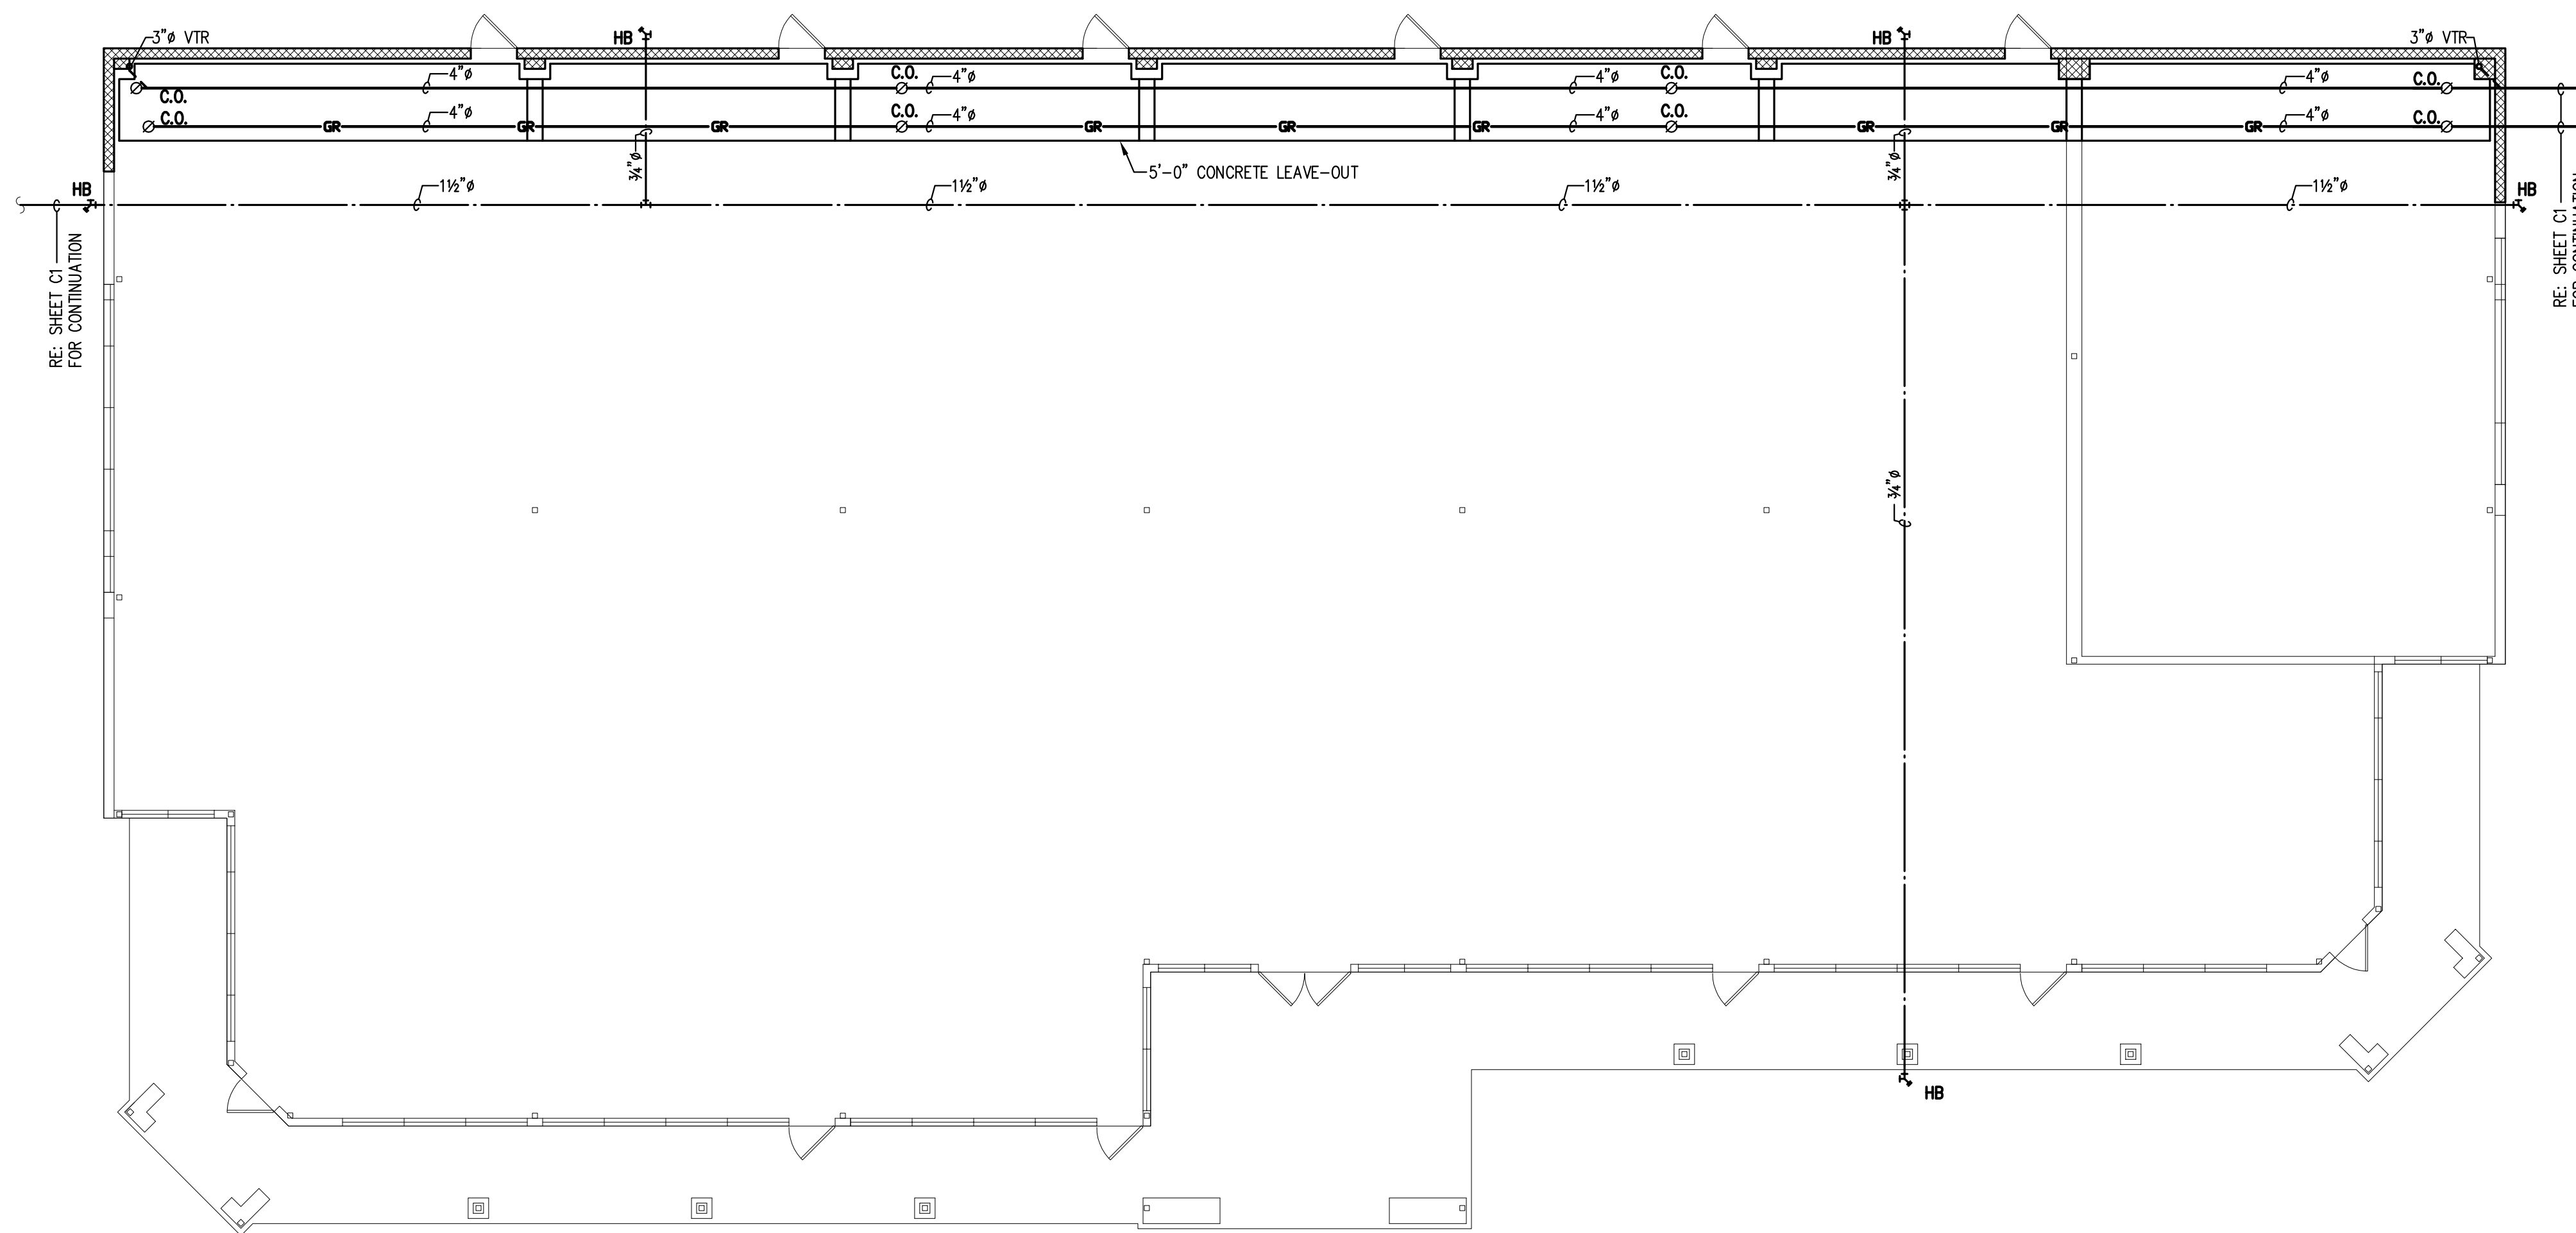 3"ø VTR
HB
HB
3"ø VTR
4"ø
C.O.
4"ø
4"ø
C.O.
4"ø
C.O.
C.O.
C.O.
GR
4"ø
GR
GR
C.O.
4"ø
GR
GR
GR
4"ø
C.O.
GR
GR
GR
4"ø
C.O.
3/4"ø
5'-0" CONCRETE LEAVE-OUT
3/4"ø
HB
1½"ø
1½"ø
1½"ø
1½"ø
HB
RE: SHEET C1
FOR CONTINUATION
RE: SHEET C1
3/4"ø
HB